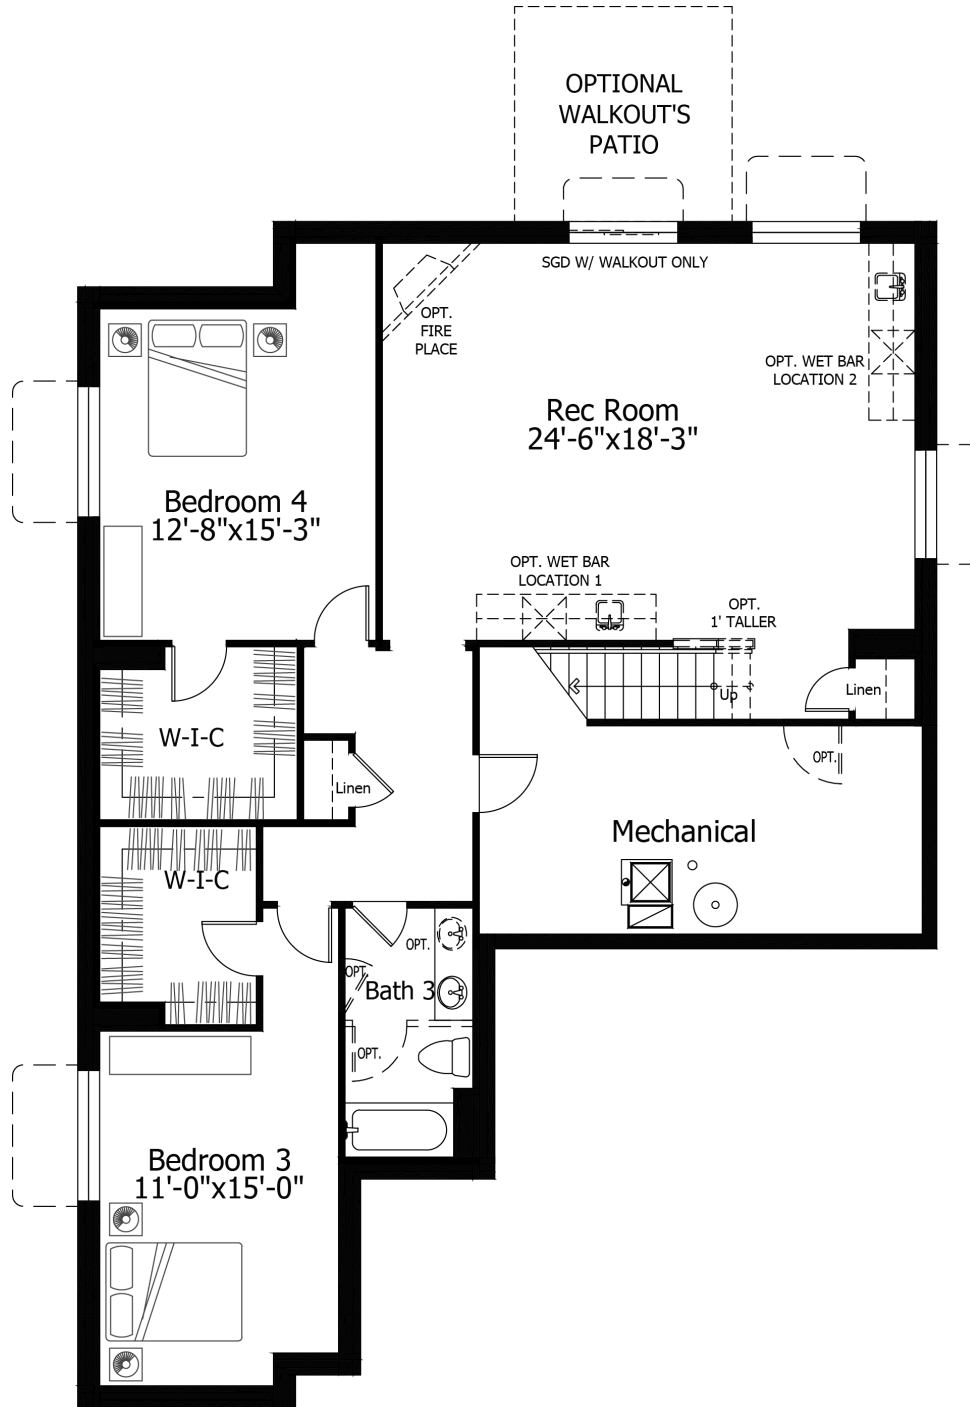 OPTIONAL
WALKOUT'S
PATIO
SGD W/ WALKOUT ONLY
OPT.
FIRE
PLACE
OPT. WET BAR
LOCATION 2
Rec Room
24'-6"x18'-3"
Bedroom 4
12'-8"x15'-3"
OPT. WET BAR
LOCATION 1
OPT.
1' TALLER
Up
Linen
W-I-C
Linen
OPT.
Mechanical
W-I-C
OPT.
OPT.
Bath 3
OPT.
Bedroom 3
11'-0"x15'-0"